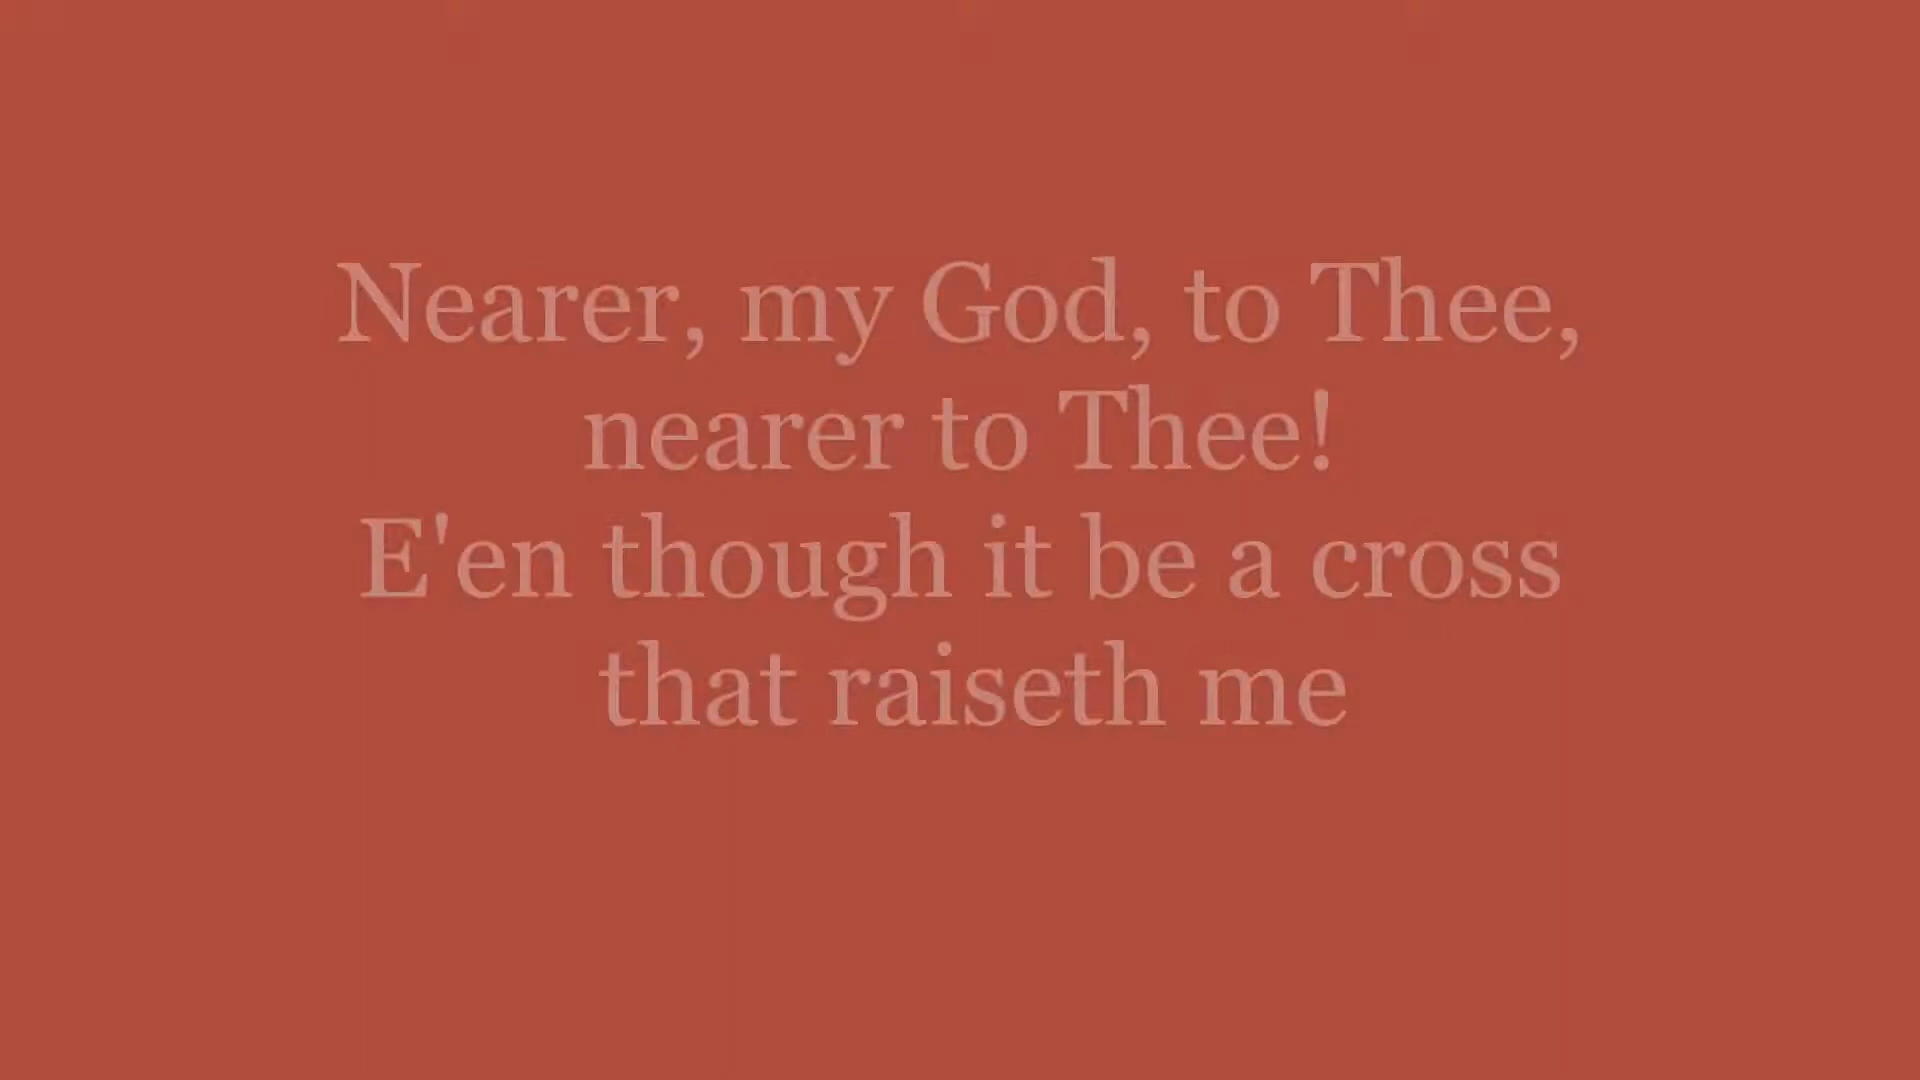 Nearer, my God, to Thee,
nearer to Thee!
E'en though it be a cross
that raiseth me